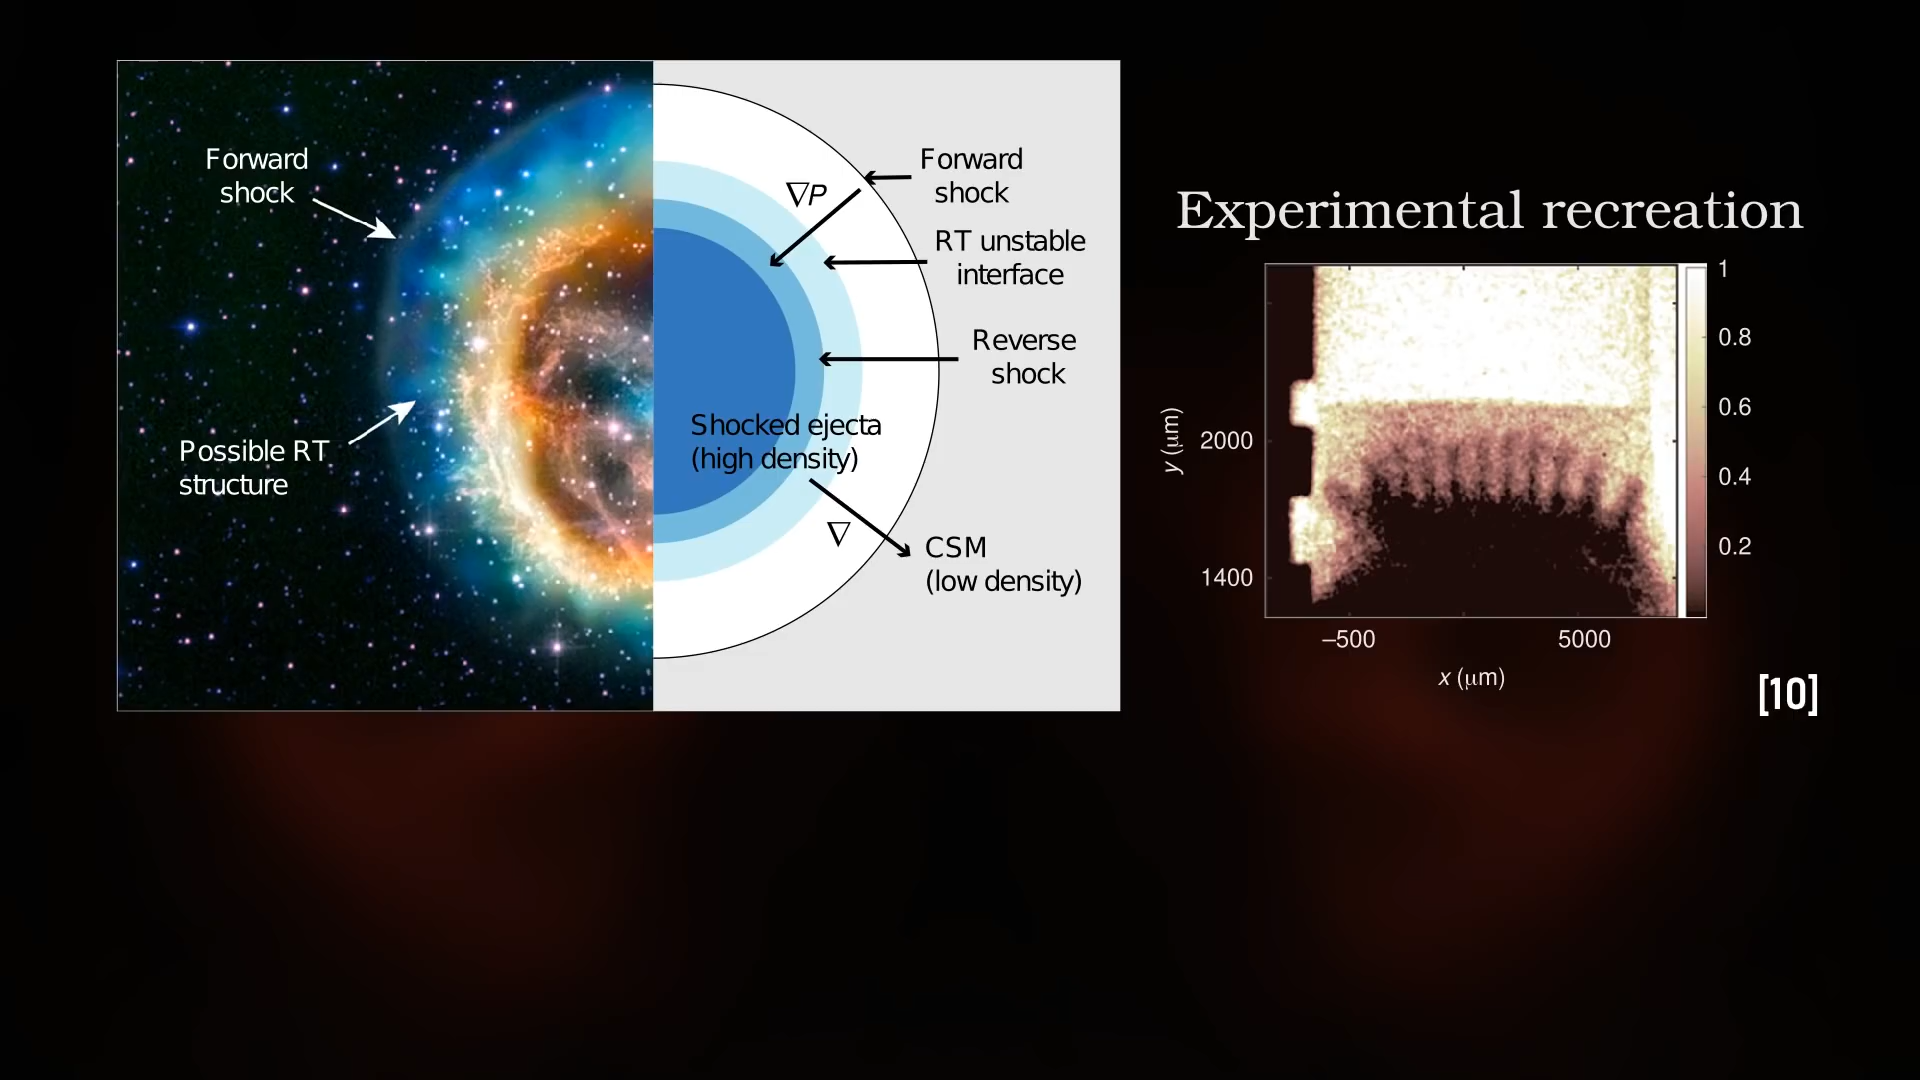 Forward
shock
Possible RT
structure
∇P
Forward
shock
RT unstable
interface
Reverse
shock
Shocked ejecta
(high density)
∇
CSM
(low density)
Experimental recreation
1
0.8
0.6
0.4
0.2
y (μm)
2000
1400
–500
5000
x (μm)
[10]